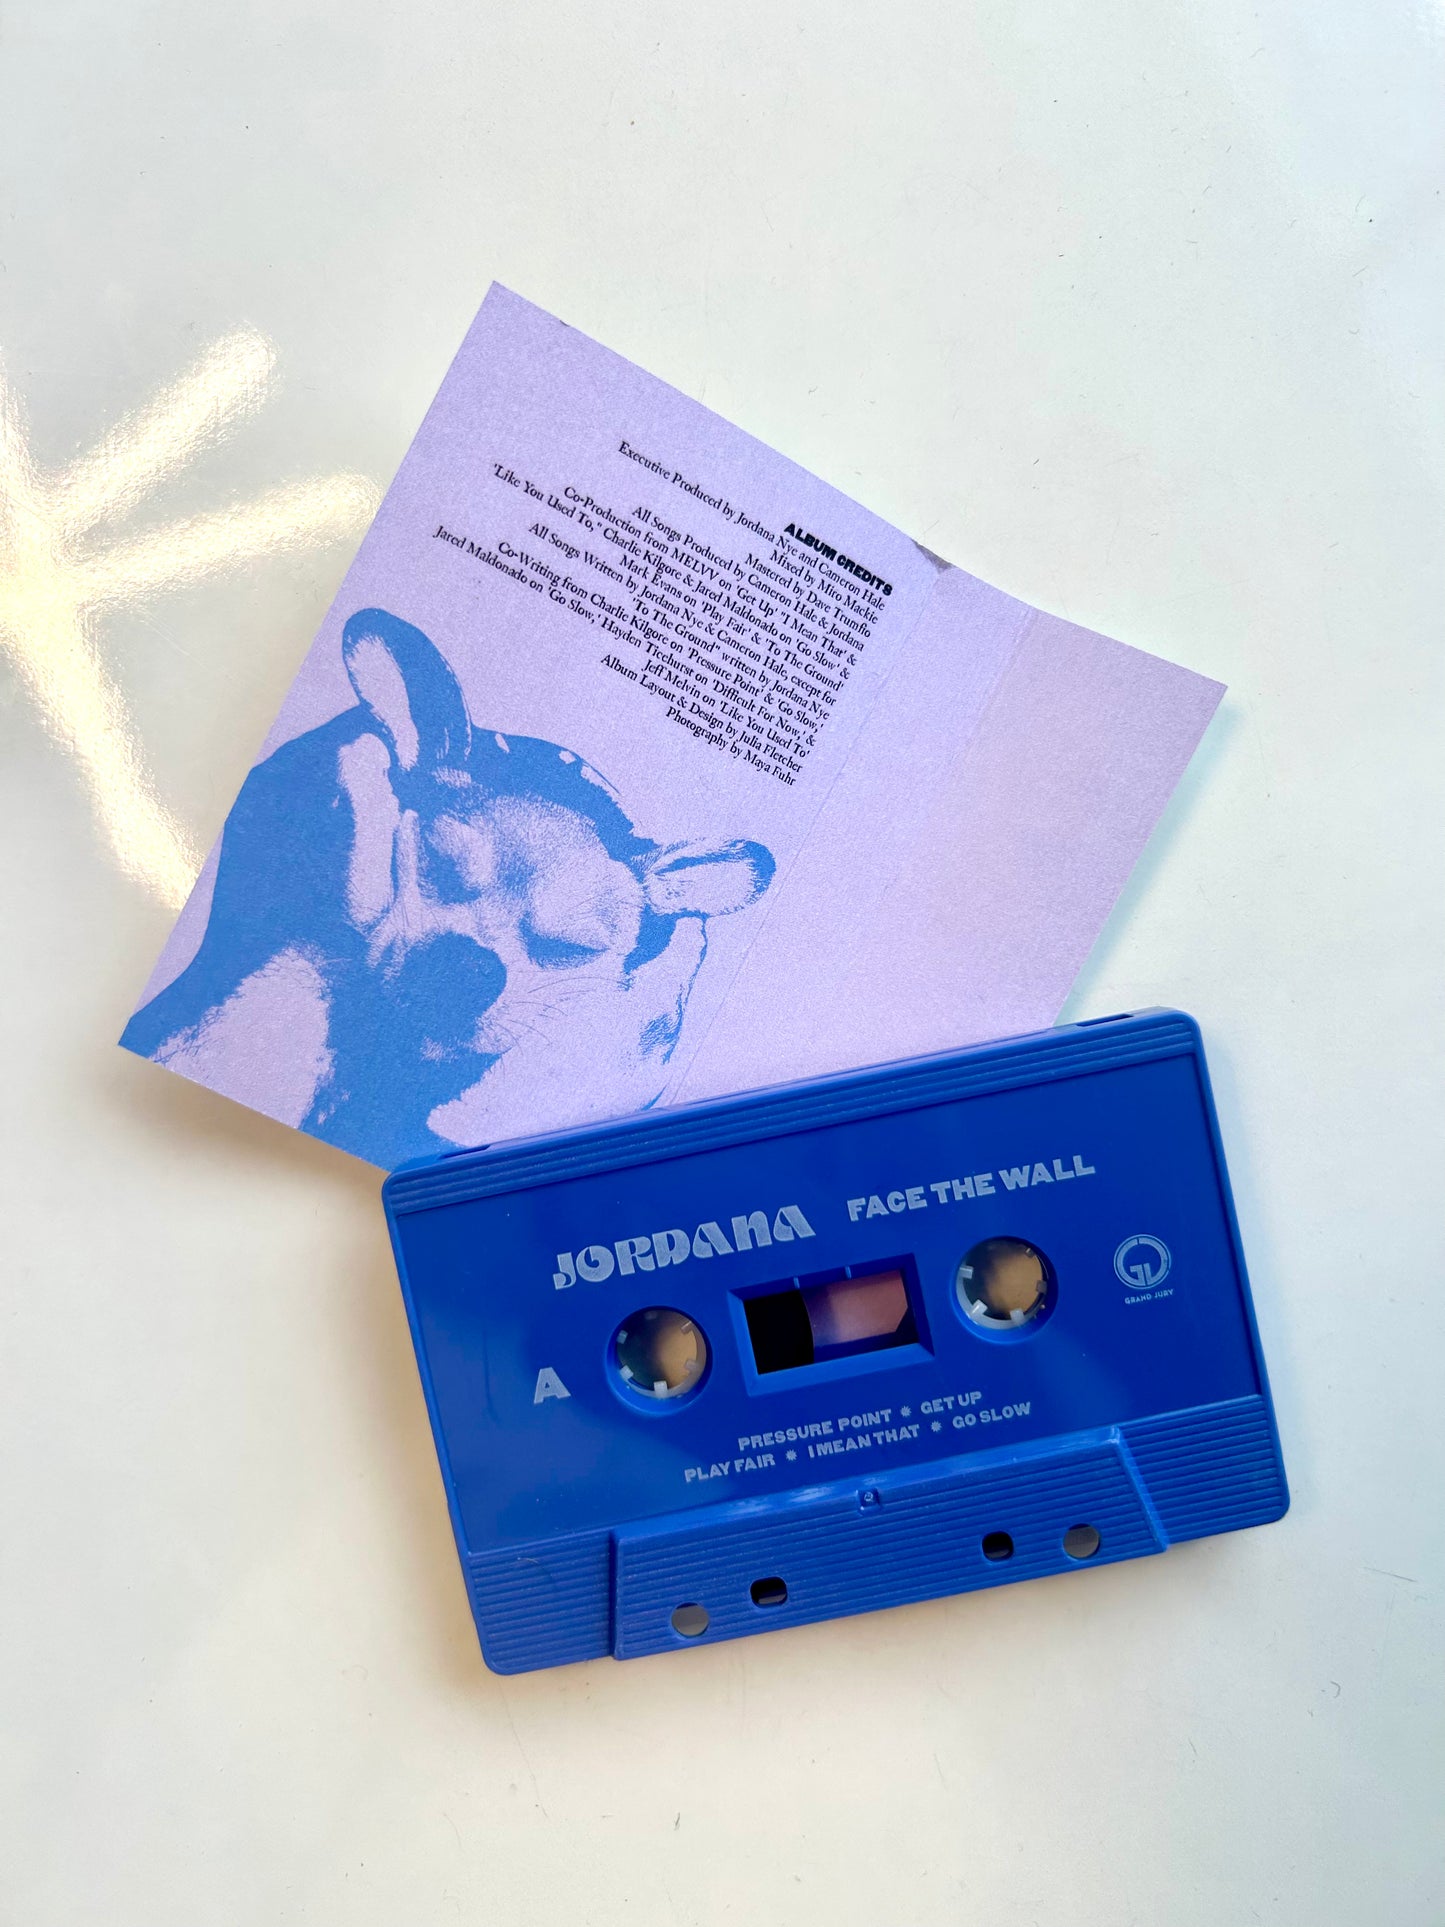 ALBUM CREDITS
Executive Produced by Jordana Nye and Cameron Hale
Mixed by Miro Mackie
Mastered by Dave Trumfio
All Songs Produced by Cameron Hale & Jordana
Co-Production from MELVV on 'Get Up' "I Mean That' &
'Like You Used To," Charlie Kilgore & Jared Maldonado on 'Go Slow' &
Mark Evans on 'Play Fair' & 'To The Ground'
All Songs Written by Jordana Nye & Cameron Hale, except for
'To The Ground" written by Jordana Nye
Co-Writing from Charlie Kilgore on 'Pressure Point' & 'Go Slow,'
Jared Maldonado on 'Go Slow,' Hayden Ticehurst on 'Difficult For Now,' &
Jeff Melvin on 'Like You Used To'
Album Layout & Design by Julia Fletcher
Photography by Maya Fuhr
JORDANA FACE THE WALL
GRAND JURY
A
PRESSURE POINT * GET UP
PLAY FAIR * I MEAN THAT * GO SLOW